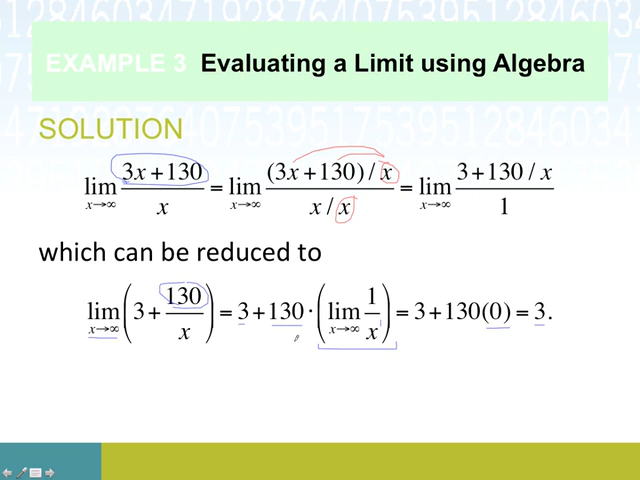 EXAMPLE 3 Evaluating a Limit using Algebra
SOLUTION
lim x→∞ (3x+130)/x = lim x→∞ ((3x+130)/x)/(x/x) = lim x→∞ (3+130/x)/1
which can be reduced to
lim x→∞ (3+130/x) = 3+130·(lim x→∞ 1/x) = 3+130(0) = 3.